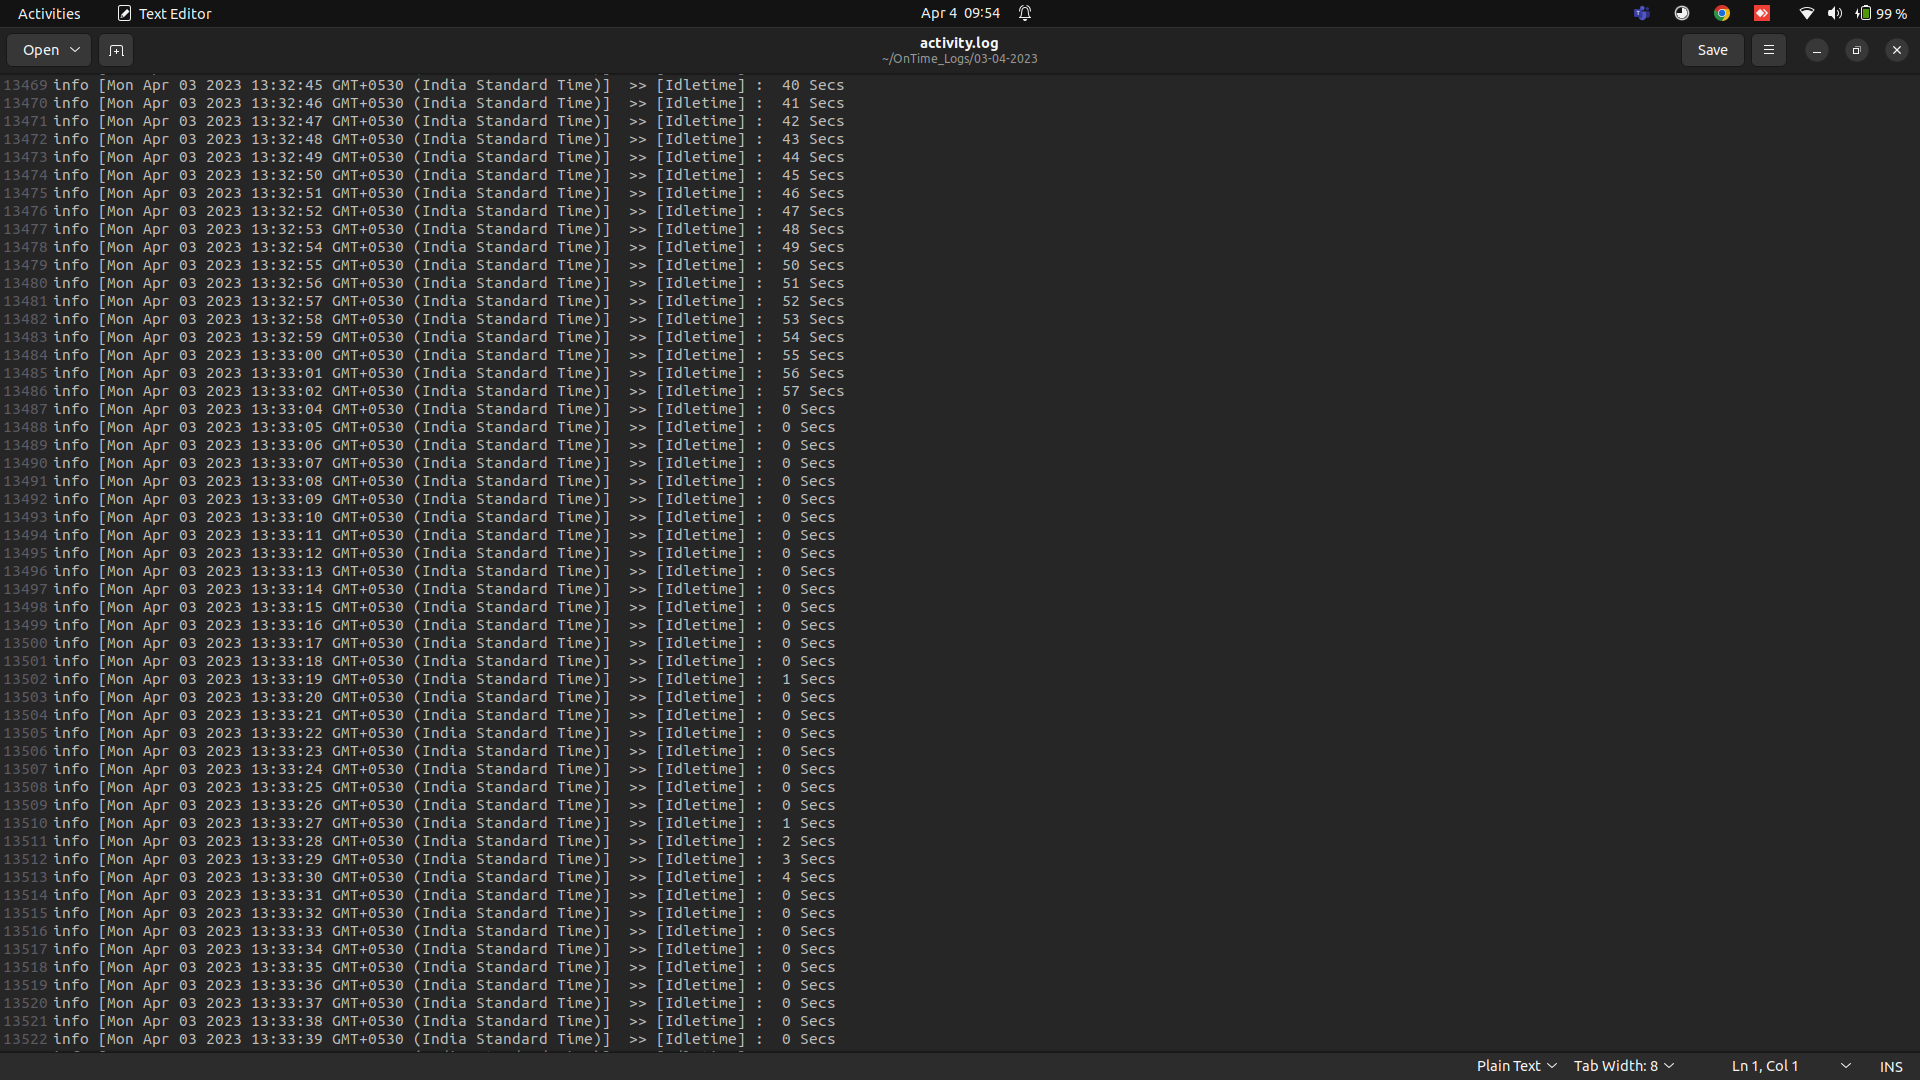 Activities Text Editor Apr 4 09:54 99 %
Open activity.log Save
~/OnTime_Logs/03-04-2023
13469 info [Mon Apr 03 2023 13:32:45 GMT+0530 (India Standard Time)] >> [Idletime] : 40 Secs
13470 info [Mon Apr 03 2023 13:32:46 GMT+0530 (India Standard Time)] >> [Idletime] : 41 Secs
13471 info [Mon Apr 03 2023 13:32:47 GMT+0530 (India Standard Time)] >> [Idletime] : 42 Secs
13472 info [Mon Apr 03 2023 13:32:48 GMT+0530 (India Standard Time)] >> [Idletime] : 43 Secs
13473 info [Mon Apr 03 2023 13:32:49 GMT+0530 (India Standard Time)] >> [Idletime] : 44 Secs
13474 info [Mon Apr 03 2023 13:32:50 GMT+0530 (India Standard Time)] >> [Idletime] : 45 Secs
13475 info [Mon Apr 03 2023 13:32:51 GMT+0530 (India Standard Time)] >> [Idletime] : 46 Secs
13476 info [Mon Apr 03 2023 13:32:52 GMT+0530 (India Standard Time)] >> [Idletime] : 47 Secs
13477 info [Mon Apr 03 2023 13:32:53 GMT+0530 (India Standard Time)] >> [Idletime] : 48 Secs
13478 info [Mon Apr 03 2023 13:32:54 GMT+0530 (India Standard Time)] >> [Idletime] : 49 Secs
13479 info [Mon Apr 03 2023 13:32:55 GMT+0530 (India Standard Time)] >> [Idletime] : 50 Secs
13480 info [Mon Apr 03 2023 13:32:56 GMT+0530 (India Standard Time)] >> [Idletime] : 51 Secs
13481 info [Mon Apr 03 2023 13:32:57 GMT+0530 (India Standard Time)] >> [Idletime] : 52 Secs
13482 info [Mon Apr 03 2023 13:32:58 GMT+0530 (India Standard Time)] >> [Idletime] : 53 Secs
13483 info [Mon Apr 03 2023 13:32:59 GMT+0530 (India Standard Time)] >> [Idletime] : 54 Secs
13484 info [Mon Apr 03 2023 13:33:00 GMT+0530 (India Standard Time)] >> [Idletime] : 55 Secs
13485 info [Mon Apr 03 2023 13:33:01 GMT+0530 (India Standard Time)] >> [Idletime] : 56 Secs
13486 info [Mon Apr 03 2023 13:33:02 GMT+0530 (India Standard Time)] >> [Idletime] : 57 Secs
13487 info [Mon Apr 03 2023 13:33:04 GMT+0530 (India Standard Time)] >> [Idletime] : 0 Secs
13488 info [Mon Apr 03 2023 13:33:05 GMT+0530 (India Standard Time)] >> [Idletime] : 0 Secs
13489 info [Mon Apr 03 2023 13:33:06 GMT+0530 (India Standard Time)] >> [Idletime] : 0 Secs
13490 info [Mon Apr 03 2023 13:33:07 GMT+0530 (India Standard Time)] >> [Idletime] : 0 Secs
13491 info [Mon Apr 03 2023 13:33:08 GMT+0530 (India Standard Time)] >> [Idletime] : 0 Secs
13492 info [Mon Apr 03 2023 13:33:09 GMT+0530 (India Standard Time)] >> [Idletime] : 0 Secs
13493 info [Mon Apr 03 2023 13:33:10 GMT+0530 (India Standard Time)] >> [Idletime] : 0 Secs
13494 info [Mon Apr 03 2023 13:33:11 GMT+0530 (India Standard Time)] >> [Idletime] : 0 Secs
13495 info [Mon Apr 03 2023 13:33:12 GMT+0530 (India Standard Time)] >> [Idletime] : 0 Secs
13496 info [Mon Apr 03 2023 13:33:13 GMT+0530 (India Standard Time)] >> [Idletime] : 0 Secs
13497 info [Mon Apr 03 2023 13:33:14 GMT+0530 (India Standard Time)] >> [Idletime] : 0 Secs
13498 info [Mon Apr 03 2023 13:33:15 GMT+0530 (India Standard Time)] >> [Idletime] : 0 Secs
13499 info [Mon Apr 03 2023 13:33:16 GMT+0530 (India Standard Time)] >> [Idletime] : 0 Secs
13500 info [Mon Apr 03 2023 13:33:17 GMT+0530 (India Standard Time)] >> [Idletime] : 0 Secs
13501 info [Mon Apr 03 2023 13:33:18 GMT+0530 (India Standard Time)] >> [Idletime] : 0 Secs
13502 info [Mon Apr 03 2023 13:33:19 GMT+0530 (India Standard Time)] >> [Idletime] : 1 Secs
13503 info [Mon Apr 03 2023 13:33:20 GMT+0530 (India Standard Time)] >> [Idletime] : 0 Secs
13504 info [Mon Apr 03 2023 13:33:21 GMT+0530 (India Standard Time)] >> [Idletime] : 0 Secs
13505 info [Mon Apr 03 2023 13:33:22 GMT+0530 (India Standard Time)] >> [Idletime] : 0 Secs
13506 info [Mon Apr 03 2023 13:33:23 GMT+0530 (India Standard Time)] >> [Idletime] : 0 Secs
13507 info [Mon Apr 03 2023 13:33:24 GMT+0530 (India Standard Time)] >> [Idletime] : 0 Secs
13508 info [Mon Apr 03 2023 13:33:25 GMT+0530 (India Standard Time)] >> [Idletime] : 0 Secs
13509 info [Mon Apr 03 2023 13:33:26 GMT+0530 (India Standard Time)] >> [Idletime] : 0 Secs
13510 info [Mon Apr 03 2023 13:33:27 GMT+0530 (India Standard Time)] >> [Idletime] : 1 Secs
13511 info [Mon Apr 03 2023 13:33:28 GMT+0530 (India Standard Time)] >> [Idletime] : 2 Secs
13512 info [Mon Apr 03 2023 13:33:29 GMT+0530 (India Standard Time)] >> [Idletime] : 3 Secs
13513 info [Mon Apr 03 2023 13:33:30 GMT+0530 (India Standard Time)] >> [Idletime] : 4 Secs
13514 info [Mon Apr 03 2023 13:33:31 GMT+0530 (India Standard Time)] >> [Idletime] : 0 Secs
13515 info [Mon Apr 03 2023 13:33:32 GMT+0530 (India Standard Time)] >> [Idletime] : 0 Secs
13516 info [Mon Apr 03 2023 13:33:33 GMT+0530 (India Standard Time)] >> [Idletime] : 0 Secs
13517 info [Mon Apr 03 2023 13:33:34 GMT+0530 (India Standard Time)] >> [Idletime] : 0 Secs
13518 info [Mon Apr 03 2023 13:33:35 GMT+0530 (India Standard Time)] >> [Idletime] : 0 Secs
13519 info [Mon Apr 03 2023 13:33:36 GMT+0530 (India Standard Time)] >> [Idletime] : 0 Secs
13520 info [Mon Apr 03 2023 13:33:37 GMT+0530 (India Standard Time)] >> [Idletime] : 0 Secs
13521 info [Mon Apr 03 2023 13:33:38 GMT+0530 (India Standard Time)] >> [Idletime] : 0 Secs
13522 info [Mon Apr 03 2023 13:33:39 GMT+0530 (India Standard Time)] >> [Idletime] : 0 Secs
Plain Text Tab Width: 8 Ln 1, Col 1 INS